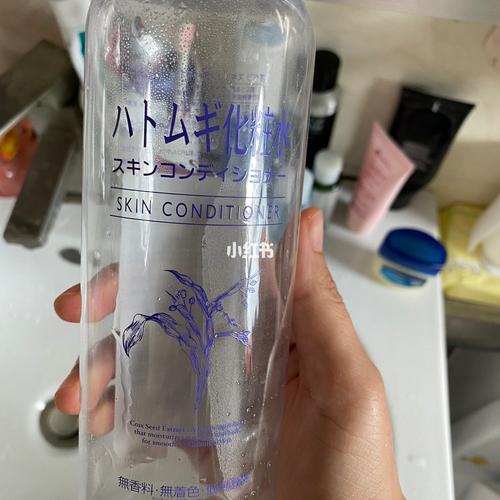 ハトムギ化粧水
スキンコンディショナー
SKIN CONDITIONER
小红书
Coix Seed Extract
that moisturizes
for smooth
無香料・無着色